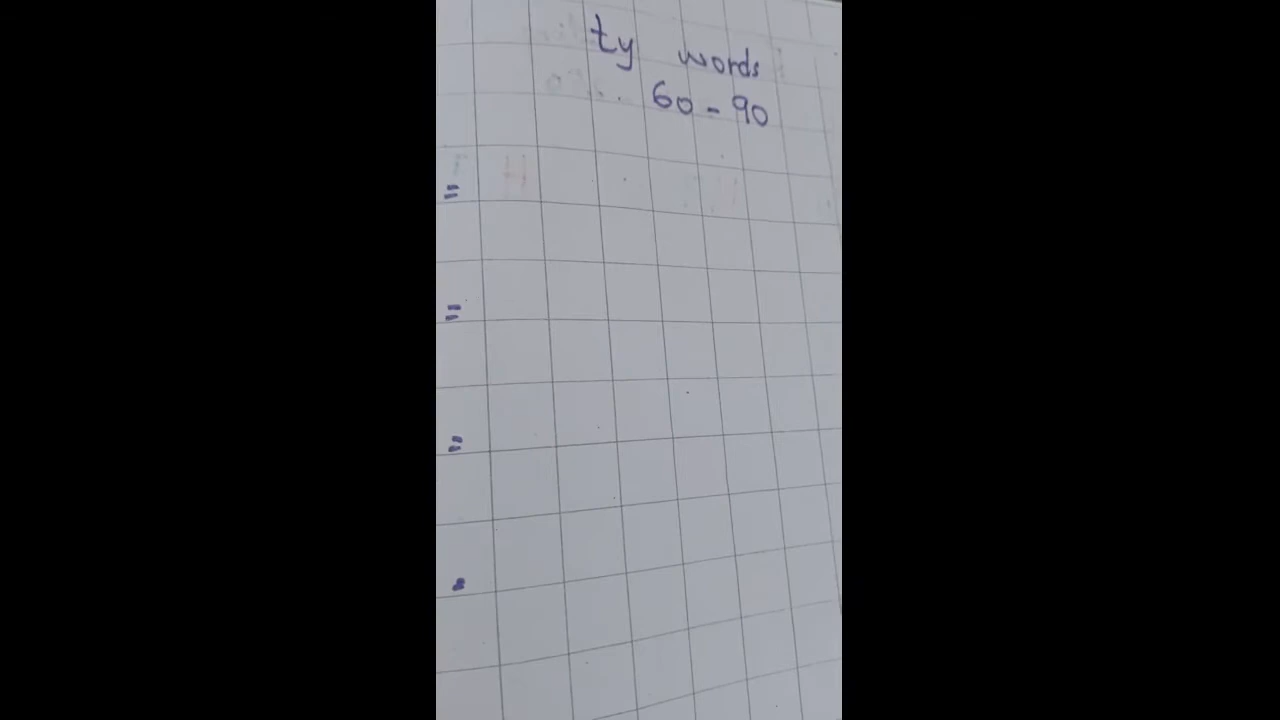 ty words
60-90
=
=
=